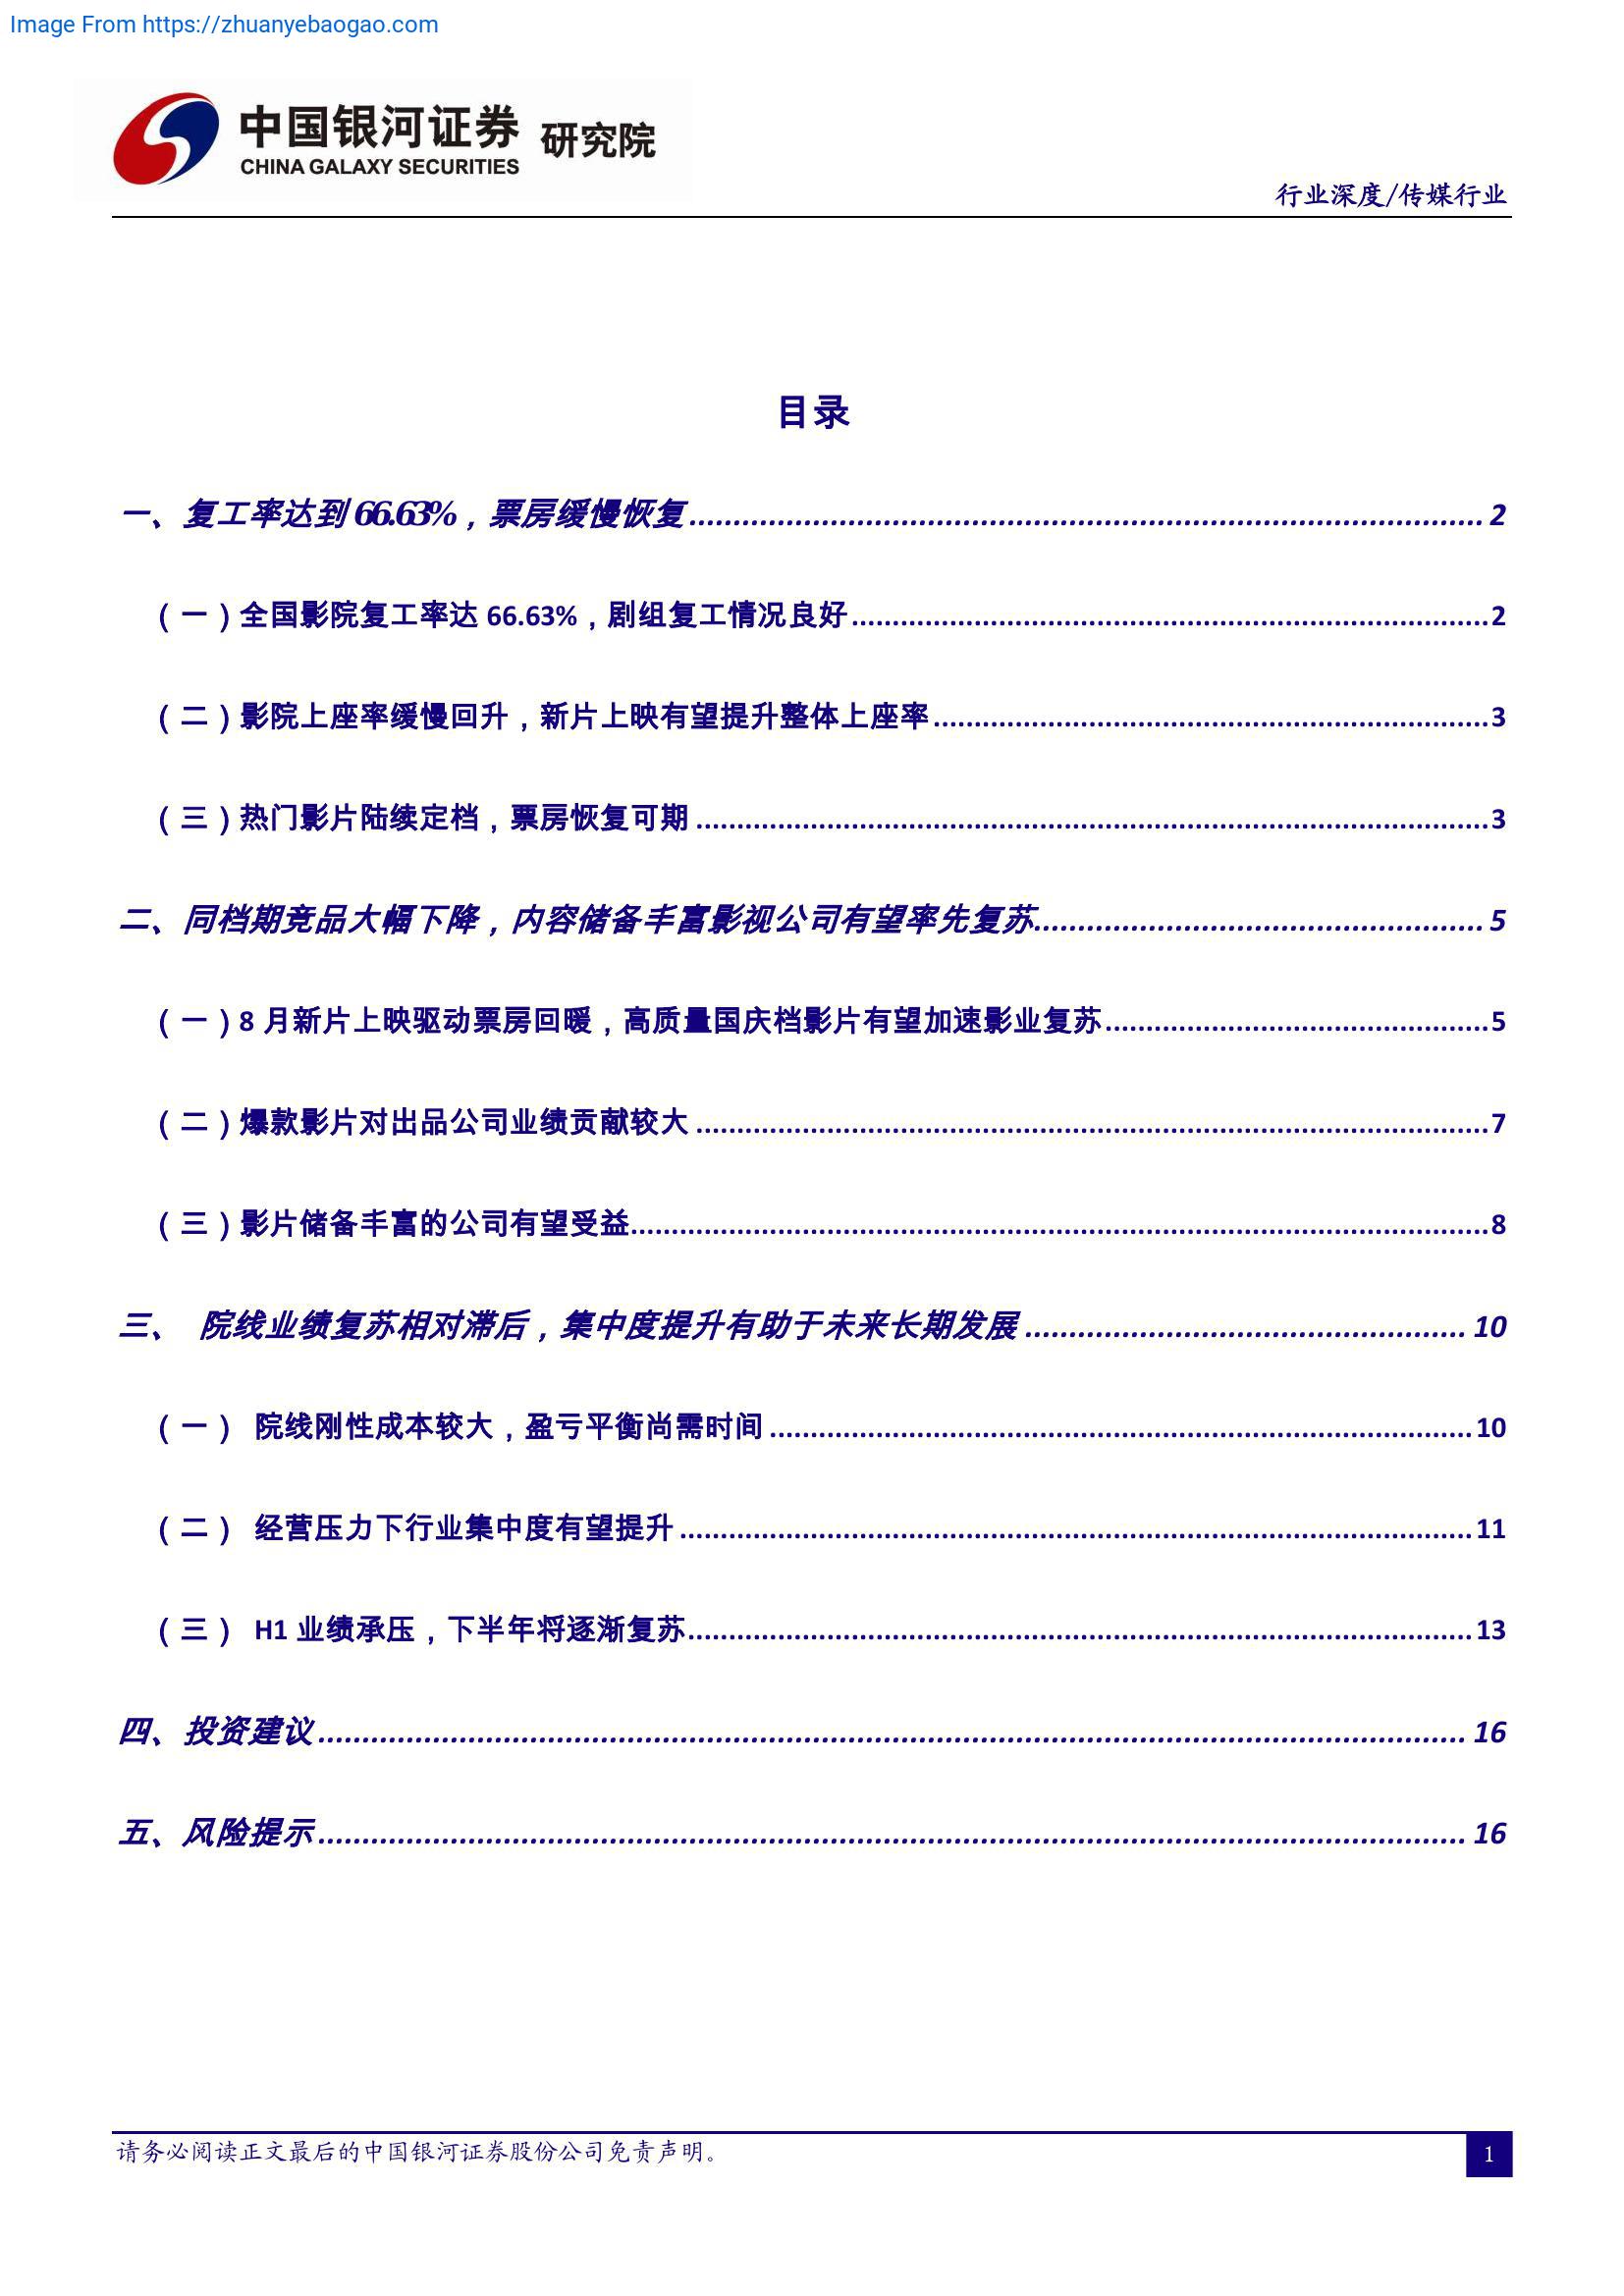 Image From https://zhuanyebaogao.com
中国银河证券 研究院
CHINA GALAXY SECURITIES
行业深度/传媒行业
目录
一、复工率达到 66.63%，票房缓慢恢复........ 2
（一）全国影院复工率达 66.63%，剧组复工情况良好........ 2
（二）影院上座率缓慢回升，新片上映有望提升整体上座率........ 3
（三）热门影片陆续定档，票房恢复可期........ 3
二、同档期竞品大幅下降，内容储备丰富影视公司有望率先复苏........ 5
（一）8 月新片上映驱动票房回暖，高质量国庆档影片有望加速影业复苏........ 5
（二）爆款影片对出品公司业绩贡献较大........ 7
（三）影片储备丰富的公司有望受益........ 8
三、 院线业绩复苏相对滞后，集中度提升有助于未来长期发展........ 10
（一） 院线刚性成本较大，盈亏平衡尚需时间........ 10
（二） 经营压力下行业集中度有望提升........ 11
（三） H1 业绩承压，下半年将逐渐复苏........ 13
四、投资建议........ 16
五、风险提示........ 16
请务必阅读正文最后的中国银河证券股份公司免责声明。
1